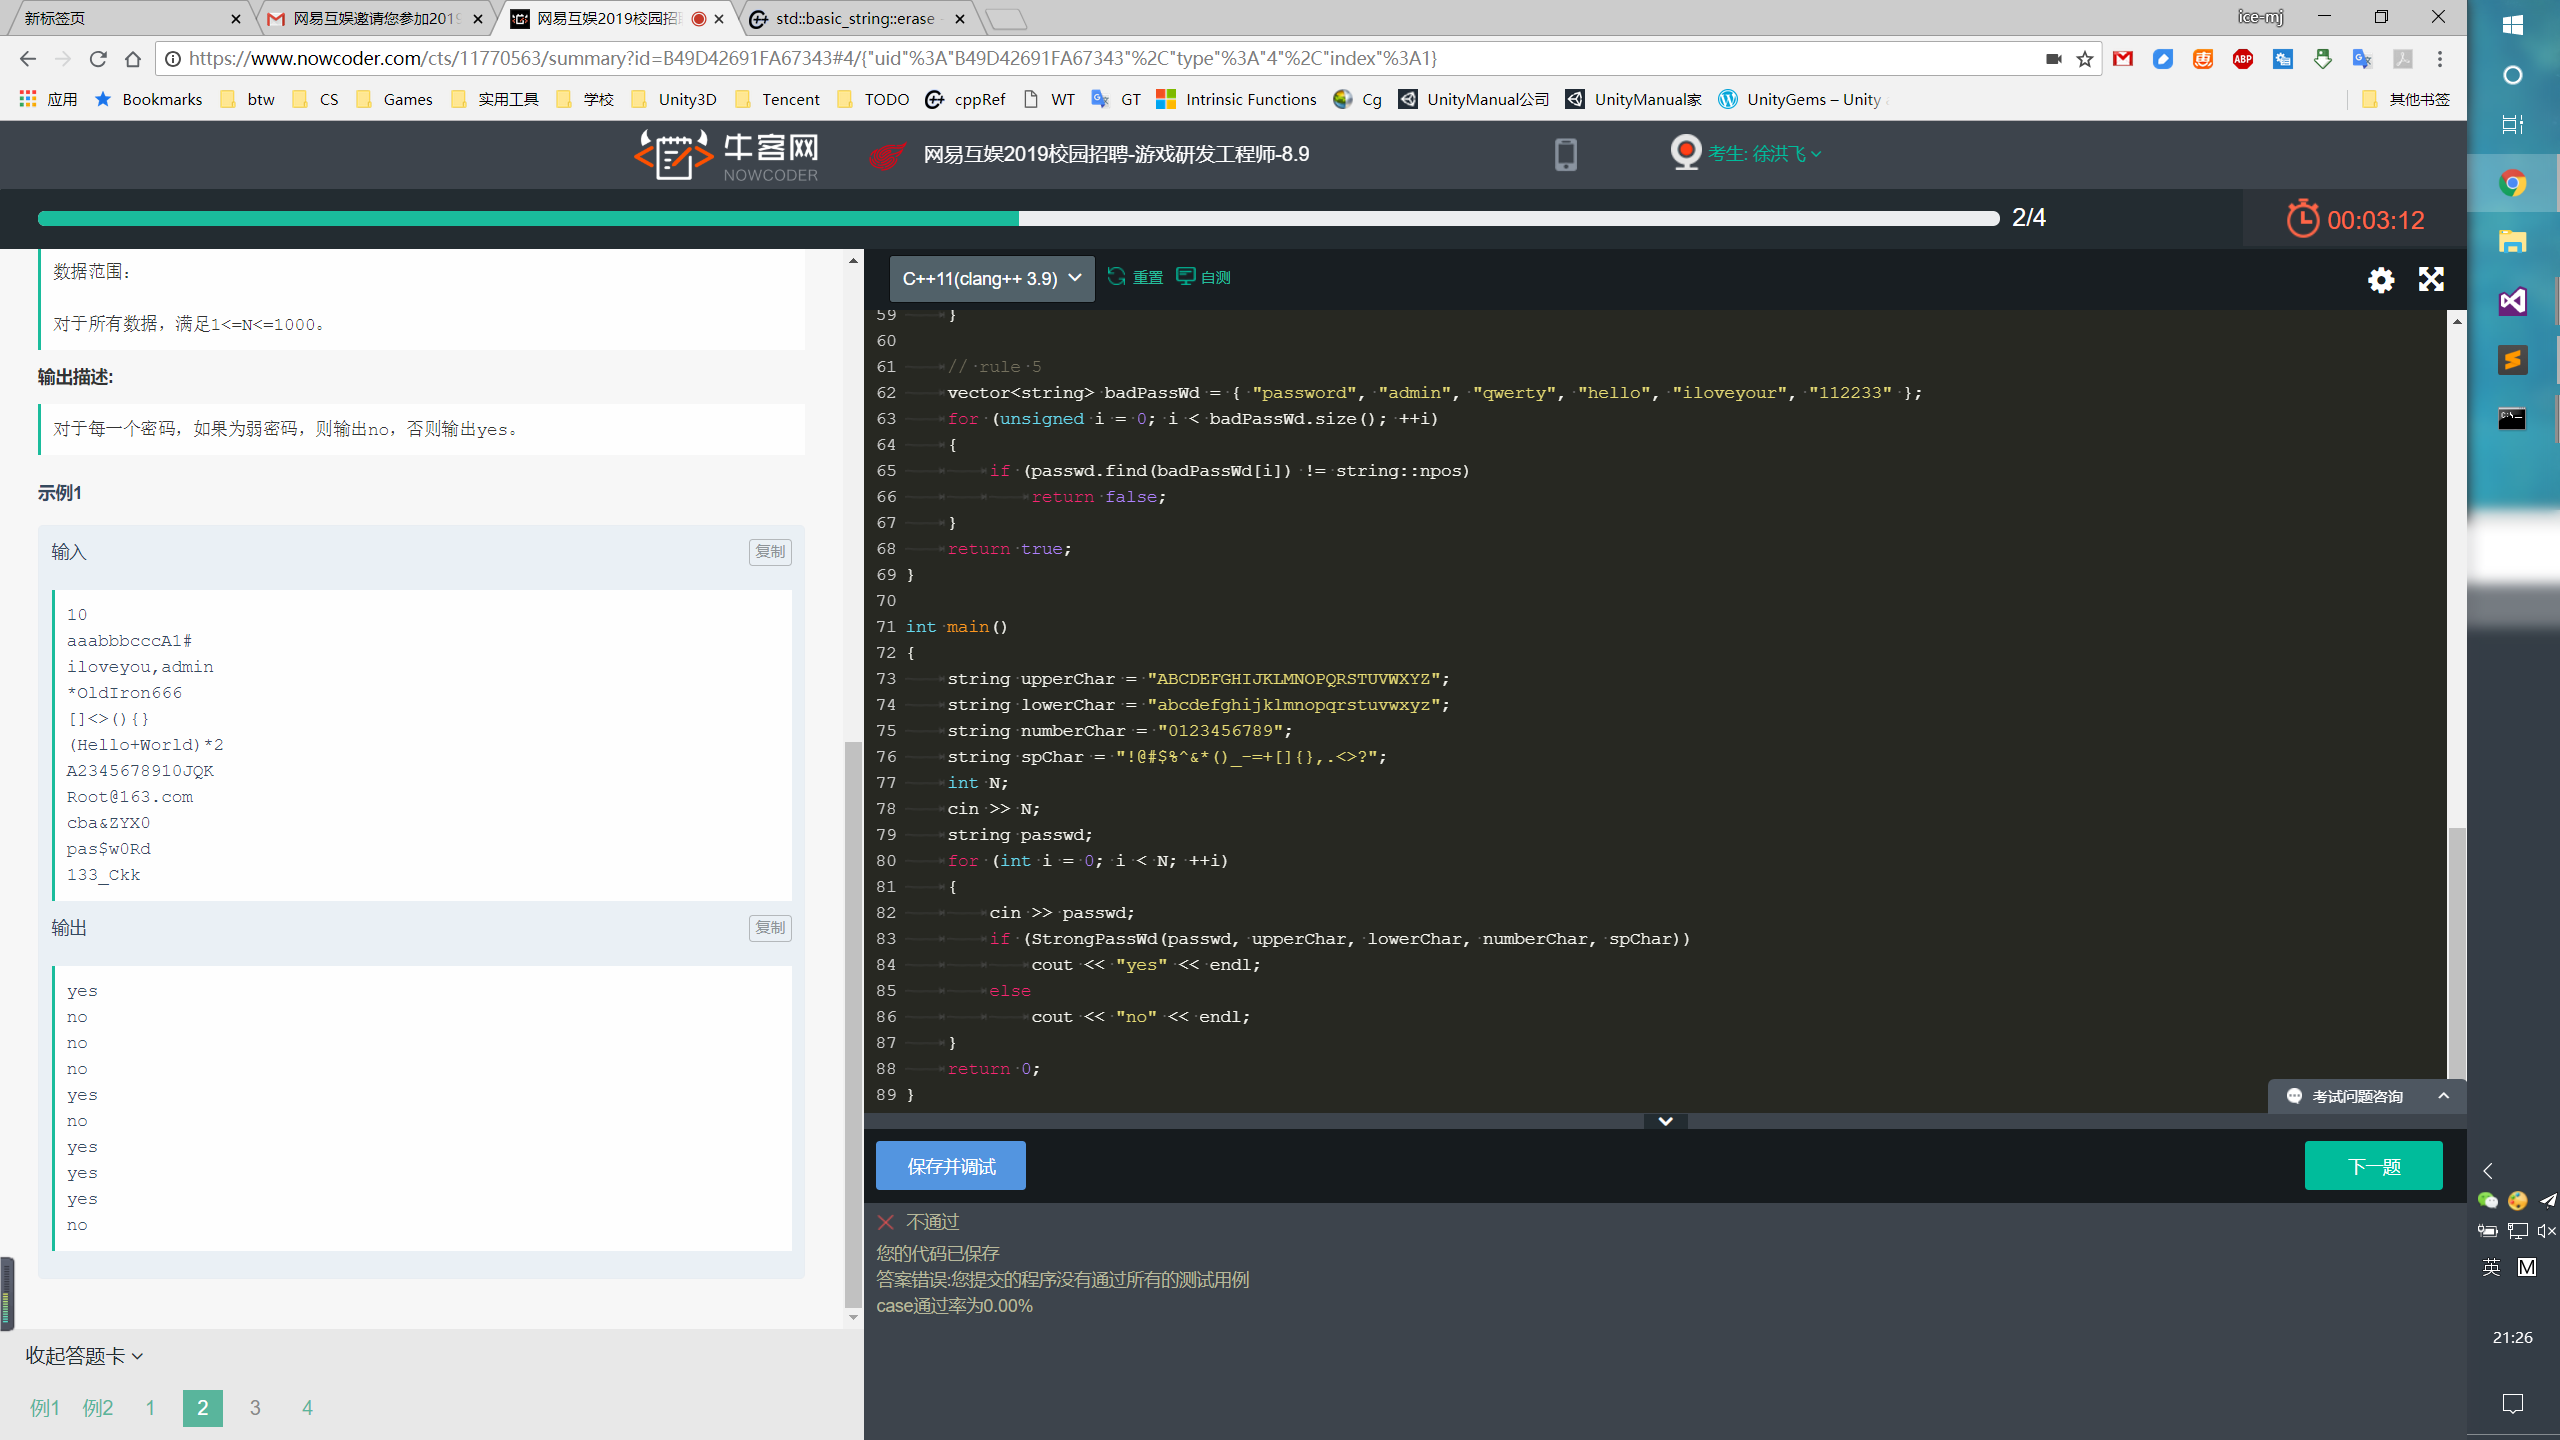 新标签页
网易互娱邀请您参加2019
网易互娱2019校园招
std::basic_string::erase -
ice-mj
https://www.nowcoder.com/cts/11770563/summary?id=B49D42691FA67343#4/{"uid"%3A"B49D42691FA67343"%2C"type"%3A"4"%2C"index"%3A1}
应用 Bookmarks btw CS Games 实用工具 学校 Unity3D Tencent TODO cppRef WT GT Intrinsic Functions Cg UnityManual公司 UnityManual家 UnityGems – Unity 其他书签
牛客网
NOWCODER
网易互娱2019校园招聘-游戏研发工程师-8.9
考生: 徐洪飞
2/4
00:03:12
数据范围：
对于所有数据，满足1<=N<=1000。
输出描述:
对于每一个密码，如果为弱密码，则输出no，否则输出yes。
示例1
输入
复制
10
aaabbbcccA1#
iloveyou,admin
*OldIron666
[]<>(){}
(Hello+World)*2
A2345678910JQK
Root@163.com
cba&ZYX0
pas$w0Rd
133_Ckk
输出
复制
yes
no
no
no
yes
no
yes
yes
yes
no
收起答题卡
例1 例2 1 2 3 4
C++11(clang++ 3.9)
重置
自测
59 }
60
61 // rule 5
62 vector<string> badPassWd = { "password", "admin", "qwerty", "hello", "iloveyour", "112233" };
63 for (unsigned i = 0; i < badPassWd.size(); ++i)
64 {
65 if (passwd.find(badPassWd[i]) != string::npos)
66 return false;
67 }
68 return true;
69 }
70
71 int main()
72 {
73 string upperChar = "ABCDEFGHIJKLMNOPQRSTUVWXYZ";
74 string lowerChar = "abcdefghijklmnopqrstuvwxyz";
75 string numberChar = "0123456789";
76 string spChar = "!@#$%^&*()_-=+[]{},.<>?";
77 int N;
78 cin >> N;
79 string passwd;
80 for (int i = 0; i < N; ++i)
81 {
82 cin >> passwd;
83 if (StrongPassWd(passwd, upperChar, lowerChar, numberChar, spChar))
84 cout << "yes" << endl;
85 else
86 cout << "no" << endl;
87 }
88 return 0;
89 }
考试问题咨询
保存并调试
下一题
不通过
您的代码已保存
答案错误:您提交的程序没有通过所有的测试用例
case通过率为0.00%
英 M
21:26